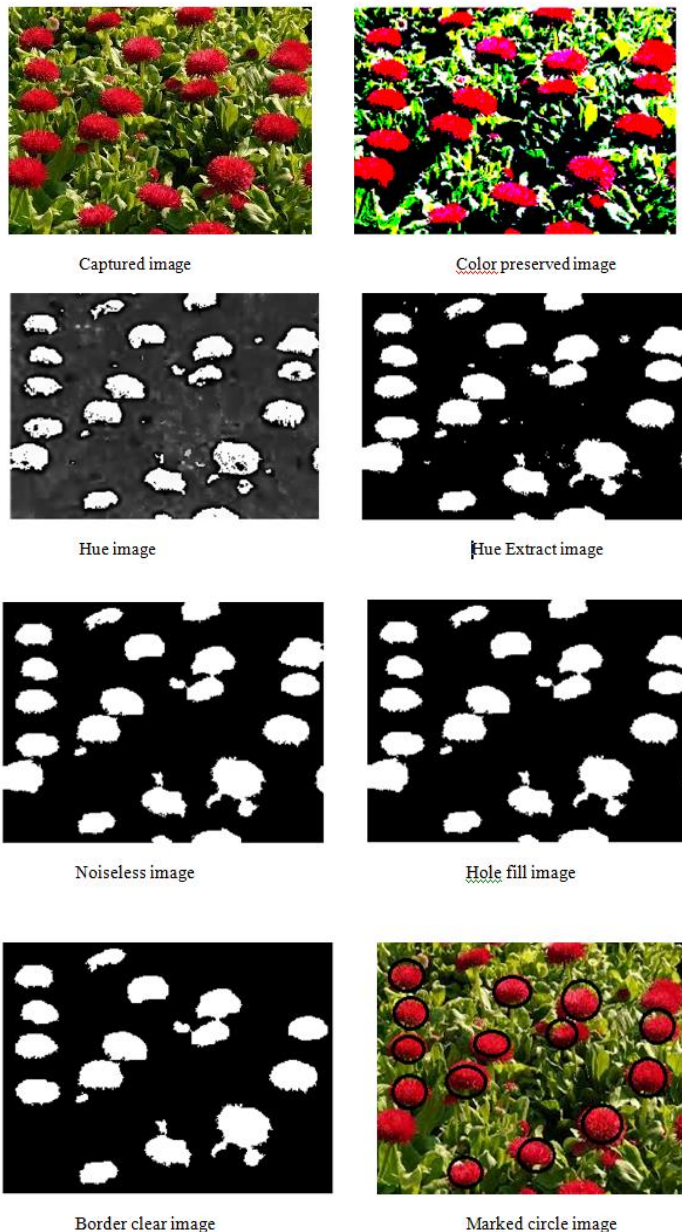 Captured image
Color preserved image
Hue image
Hue Extract image
Noiseless image
Hole fill image
Border clear image
Marked circle image